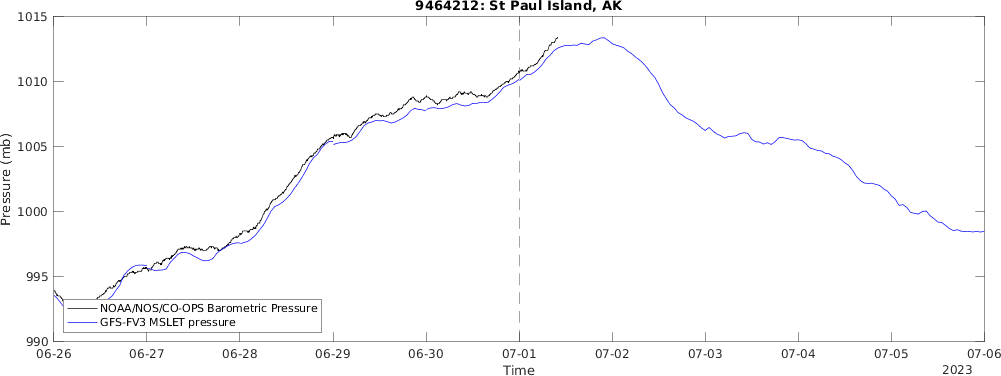 9464212: St Paul Island, AK
Pressure (mb)
1015
1010
1005
1000
995
990
NOAA/NOS/CO-OPS Barometric Pressure
GFS-FV3 MSLET pressure
06-26 06-27 06-28 06-29 06-30 07-01 07-02 07-03 07-04 07-05 07-06
Time
2023